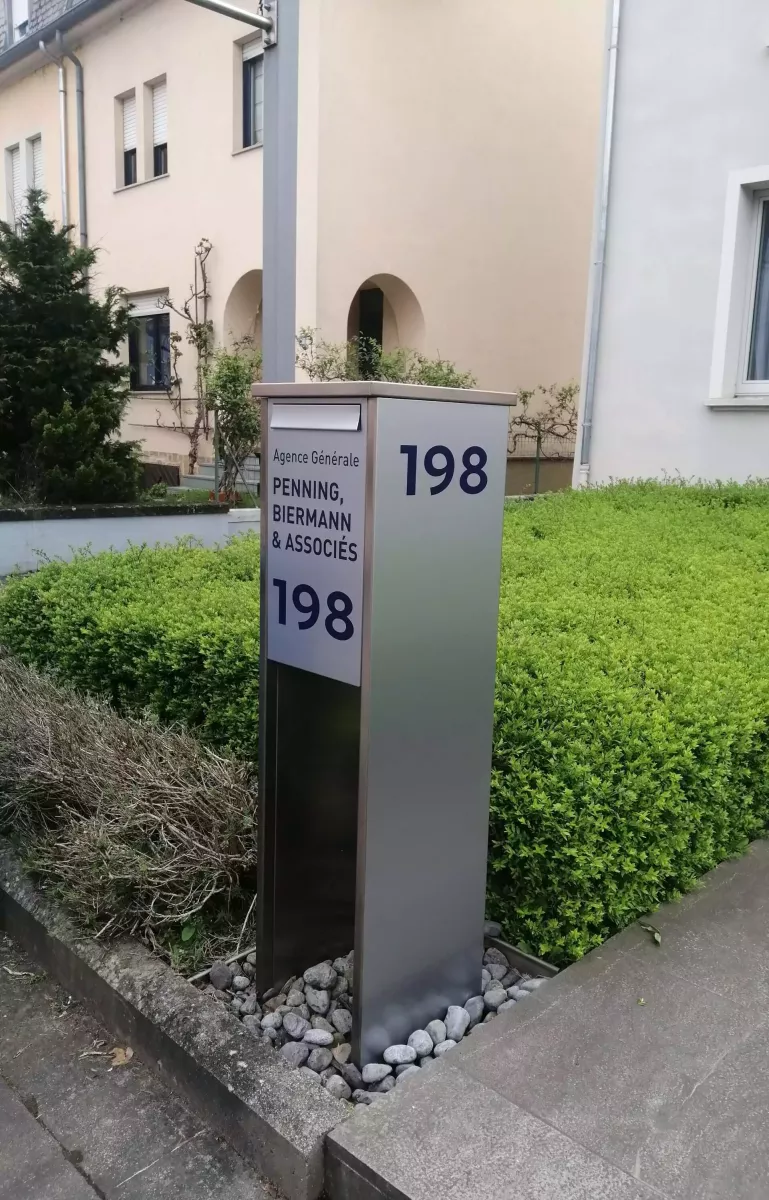 Agence Générale
PENNING,
BIERMANN
& ASSOCIÉS
198
198